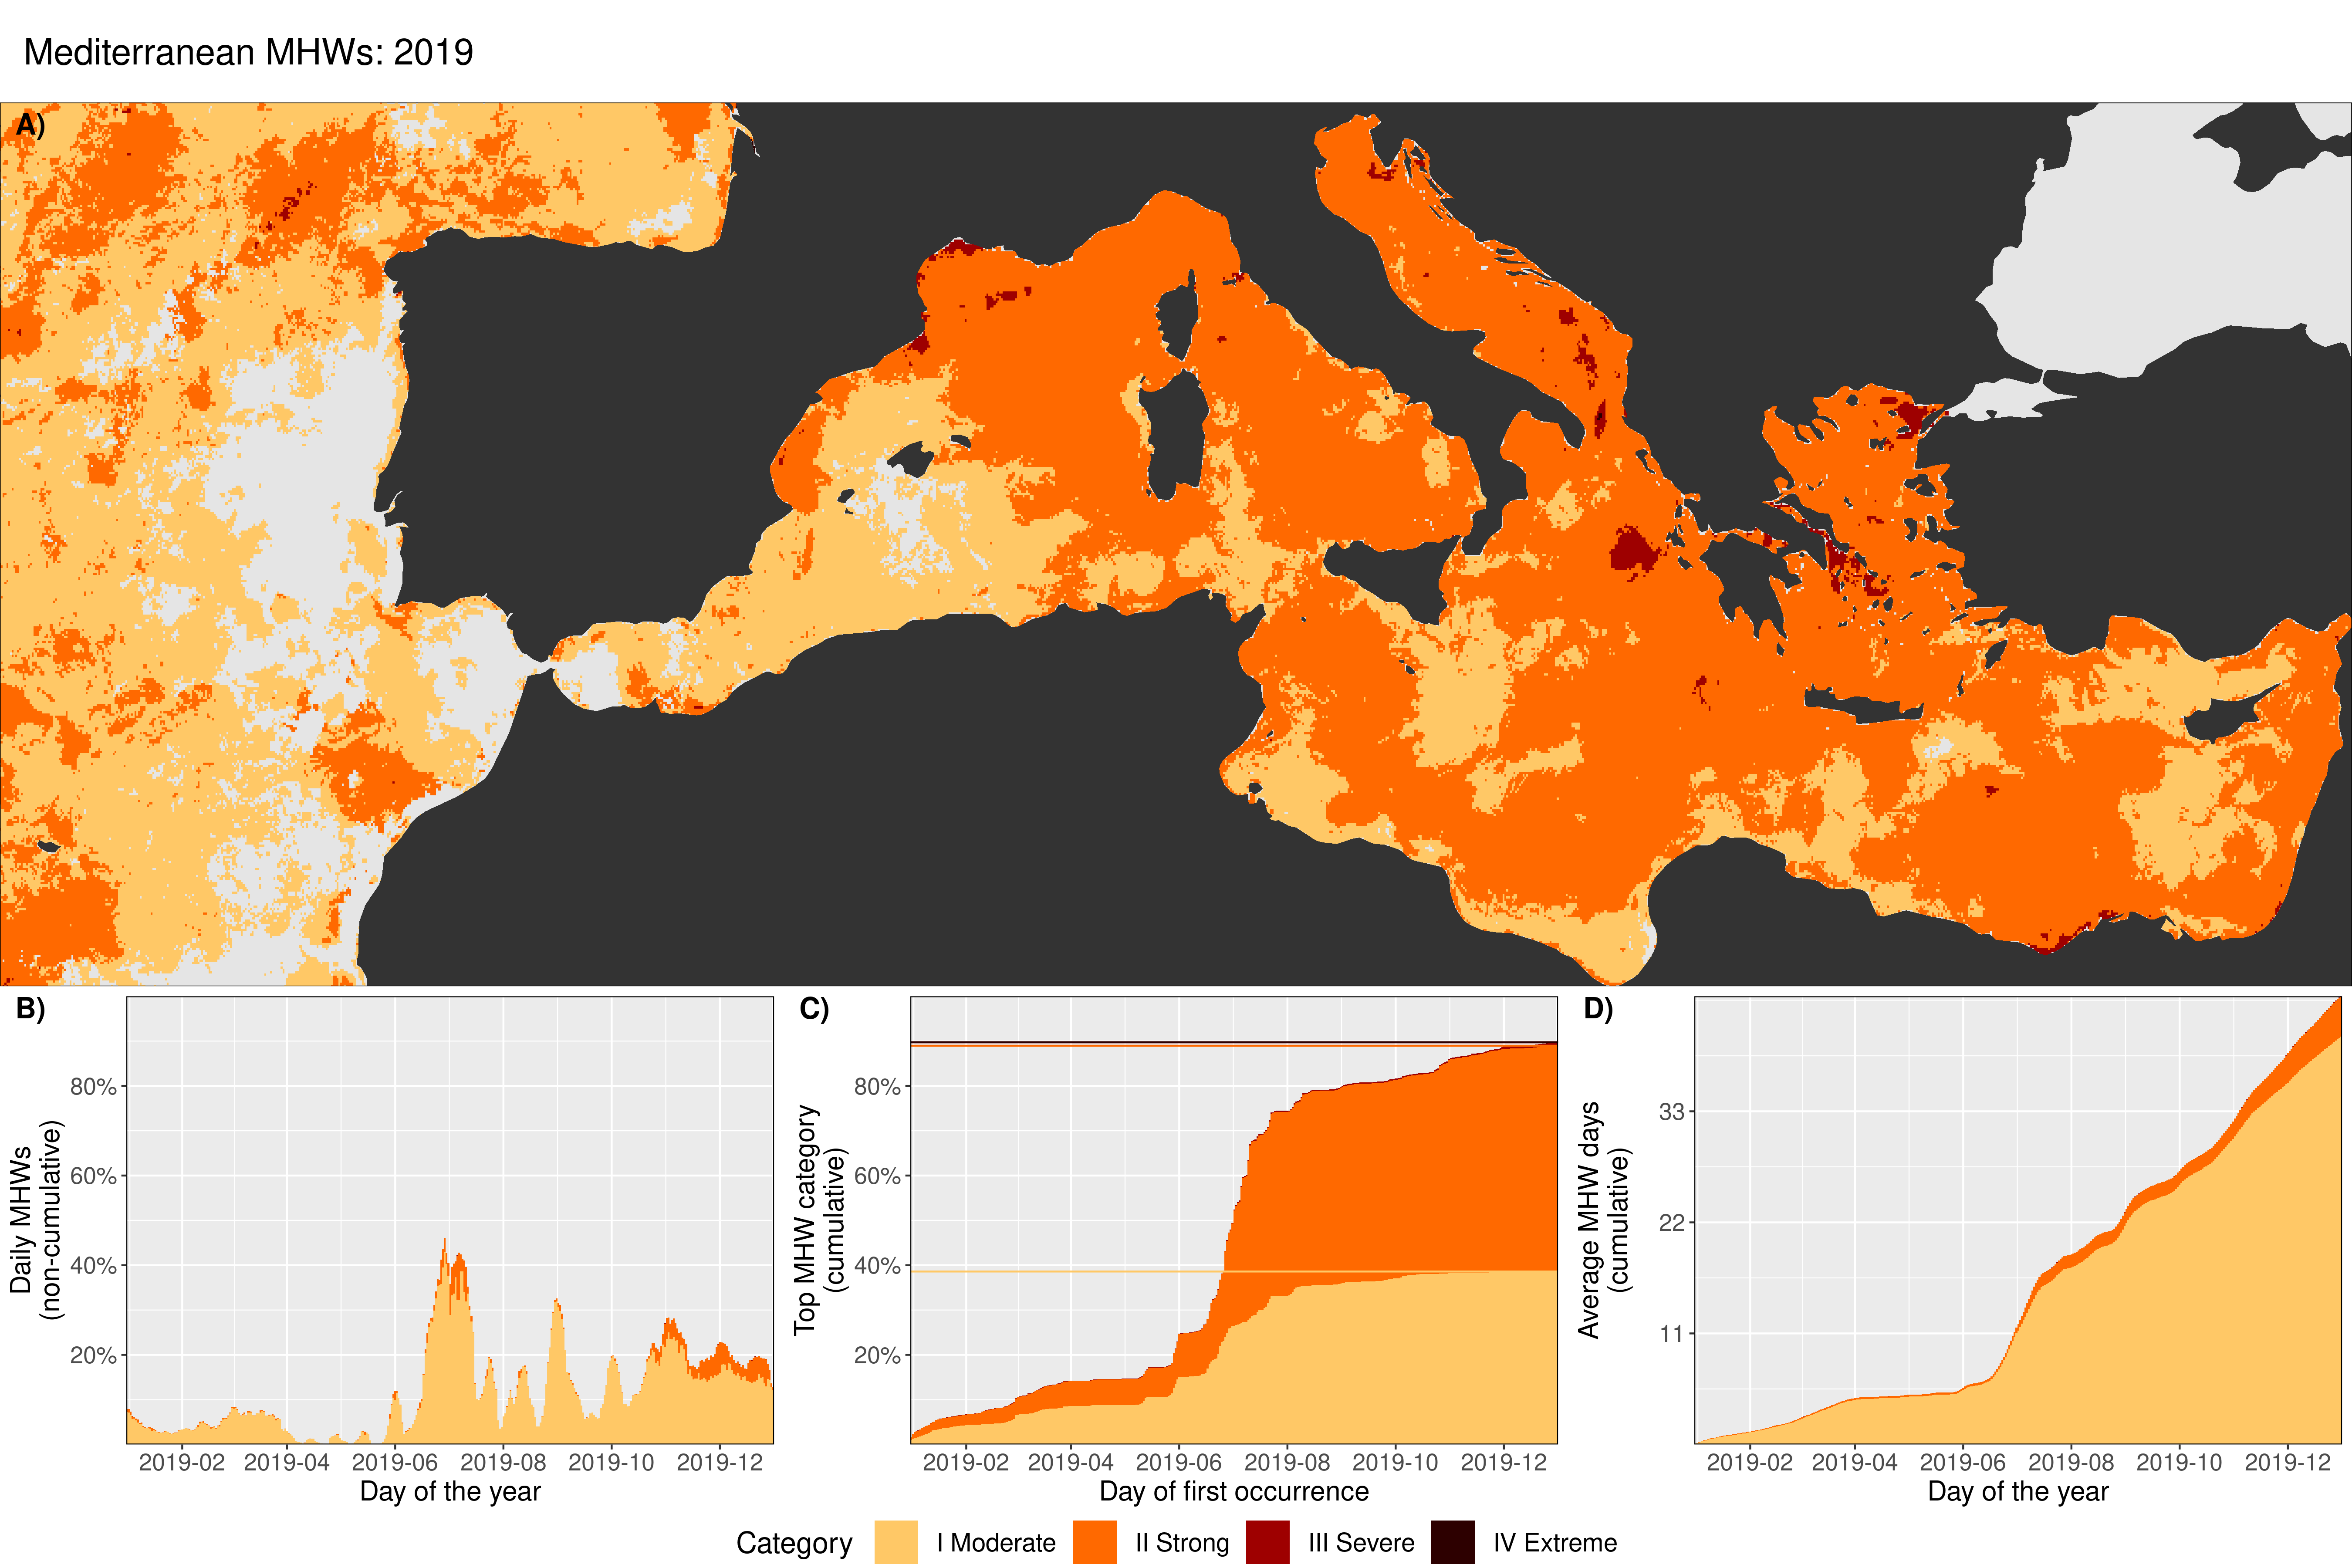 Mediterranean MHWs: 2019
A)
B)
Daily MHWs
(non-cumulative)
80%
60%
40%
20%
2019-02 2019-04 2019-06 2019-08 2019-10 2019-12
Day of the year
C)
Top MHW category
(cumulative)
80%
60%
40%
20%
2019-02 2019-04 2019-06 2019-08 2019-10 2019-12
Day of first occurrence
D)
Average MHW days
(cumulative)
33
22
11
2019-02 2019-04 2019-06 2019-08 2019-10 2019-12
Day of the year
Category I Moderate II Strong III Severe IV Extreme